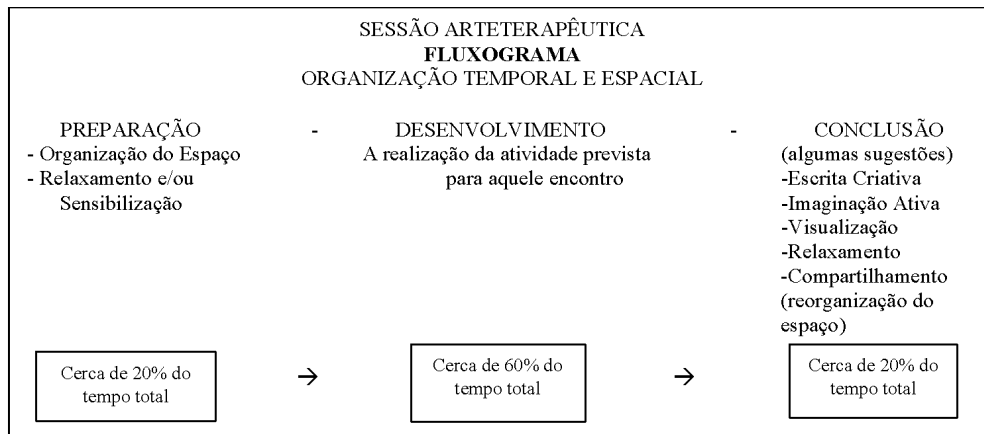 SESSÃO ARTETERAPÊUTICA
FLUXOGRAMA
ORGANIZAÇÃO TEMPORAL E ESPACIAL
PREPARAÇÃO - DESENVOLVIMENTO - CONCLUSÃO
- Organização do Espaço
- Relaxamento e/ou
Sensibilização
A realização da atividade prevista
para aquele encontro
(algumas sugestões)
-Escrita Criativa
-Imaginação Ativa
-Visualização
-Relaxamento
-Compartilhamento
(reorganização do
espaço)
Cerca de 20% do
tempo total
→
Cerca de 60% do
tempo total
→
Cerca de 20% do
tempo total